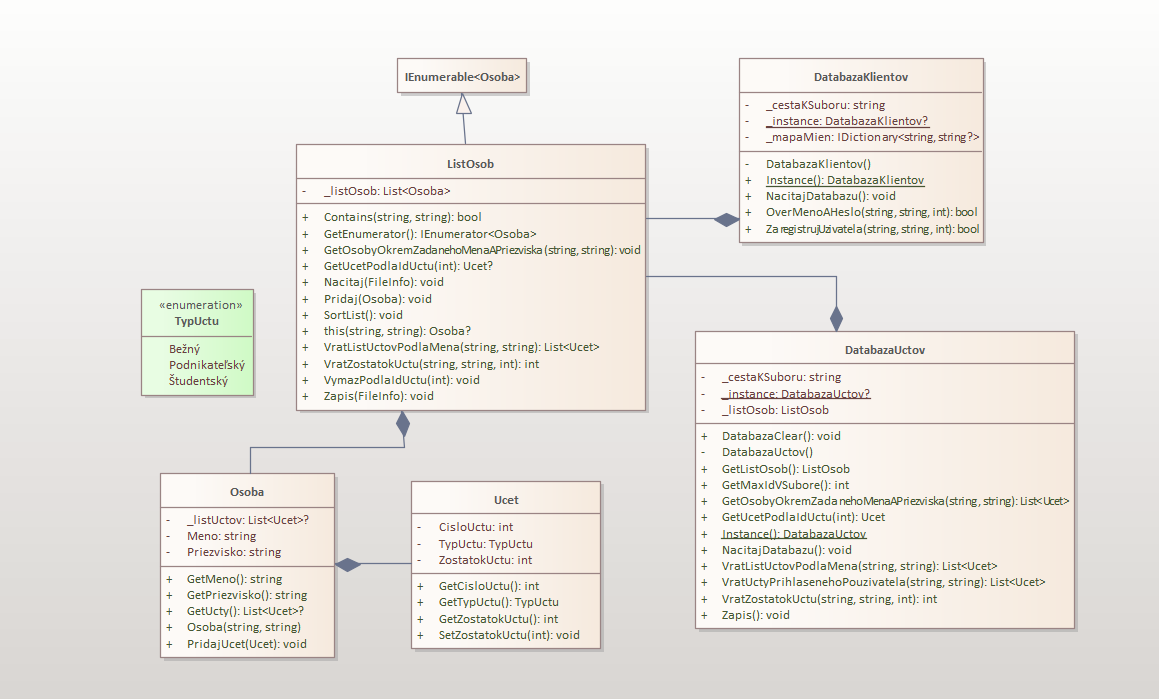 IEnumerable<Osoba>
DatabazaKlientov
- _cestaKSuboru: string
- _instance: DatabazaKlientov?
- _mapaMien: IDictionary<string, string?>
- DatabazaKlientov()
+ Instance(): DatabazaKlientov
+ NacitajDatabazu(): void
+ OverMenoAHeslo(string, string, int): bool
+ ZaregistrujUzivatela(string, string, int): bool
ListOsob
- _listOsob: List<Osoba>
+ Contains(string, string): bool
+ GetEnumerator(): IEnumerator<Osoba>
+ GetOsobyOkremZadanehoMenaAPriezviska(string, string): void
+ GetUcetPodlaIdUctu(int): Ucet?
+ Nacitaj(FileInfo): void
+ Pridaj(Osoba): void
+ SortList(): void
+ this(string, string): Osoba?
+ VratListUctovPodlaMena(string, string): List<Ucet>
+ VratZostatokUctu(string, string, int): int
+ VymazPodlaIdUctu(int): void
+ Zapis(FileInfo): void
«enumeration»
TypUctu
Bežný
Podnikateľský
Študentský
DatabazaUctov
- _cestaKSuboru: string
- _instance: DatabazaUctov?
- _listOsob: ListOsob
+ DatabazaClear(): void
- DatabazaUctov()
+ GetListOsob(): ListOsob
+ GetMaxIdVSubore(): int
+ GetOsobyOkremZadanehoMenaAPriezviska(string, string): List<Ucet>
+ GetUcetPodlaIdUctu(int): Ucet
+ Instance(): DatabazaUctov
+ NacitajDatabazu(): void
+ VratListUctovPodlaMena(string, string): List<Ucet>
+ VratUctyPrihlasenehoPouzivatela(string, string): List<Ucet>
+ VratZostatokUctu(string, string, int): int
+ Zapis(): void
Osoba
- _listUctov: List<Ucet>?
- Meno: string
- Priezvisko: string
+ GetMeno(): string
+ GetPriezvisko(): string
+ GetUcty(): List<Ucet>?
+ Osoba(string, string)
+ PridajUcet(Ucet): void
Ucet
- CisloUctu: int
- TypUctu: TypUctu
- ZostatokUctu: int
+ GetCisloUctu(): int
+ GetTypUctu(): TypUctu
+ GetZostatokUctu(): int
+ SetZostatokUctu(int): void